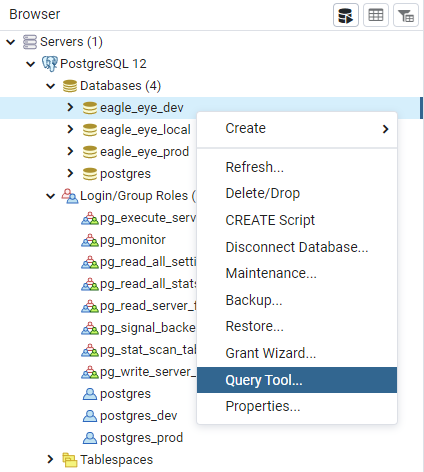 Browser
Servers (1)
PostgreSQL 12
Databases (4)
eagle_eye_dev
eagle_eye_local
eagle_eye_prod
postgres
Login/Group Roles (
pg_execute_serv
pg_monitor
pg_read_all_setti
pg_read_all_stats
pg_read_server_f
pg_signal_backe
pg_stat_scan_tal
pg_write_server_
postgres
postgres_dev
postgres_prod
Tablespaces
Create
Refresh...
Delete/Drop
CREATE Script
Disconnect Database...
Maintenance...
Backup...
Restore...
Grant Wizard...
Query Tool...
Properties...